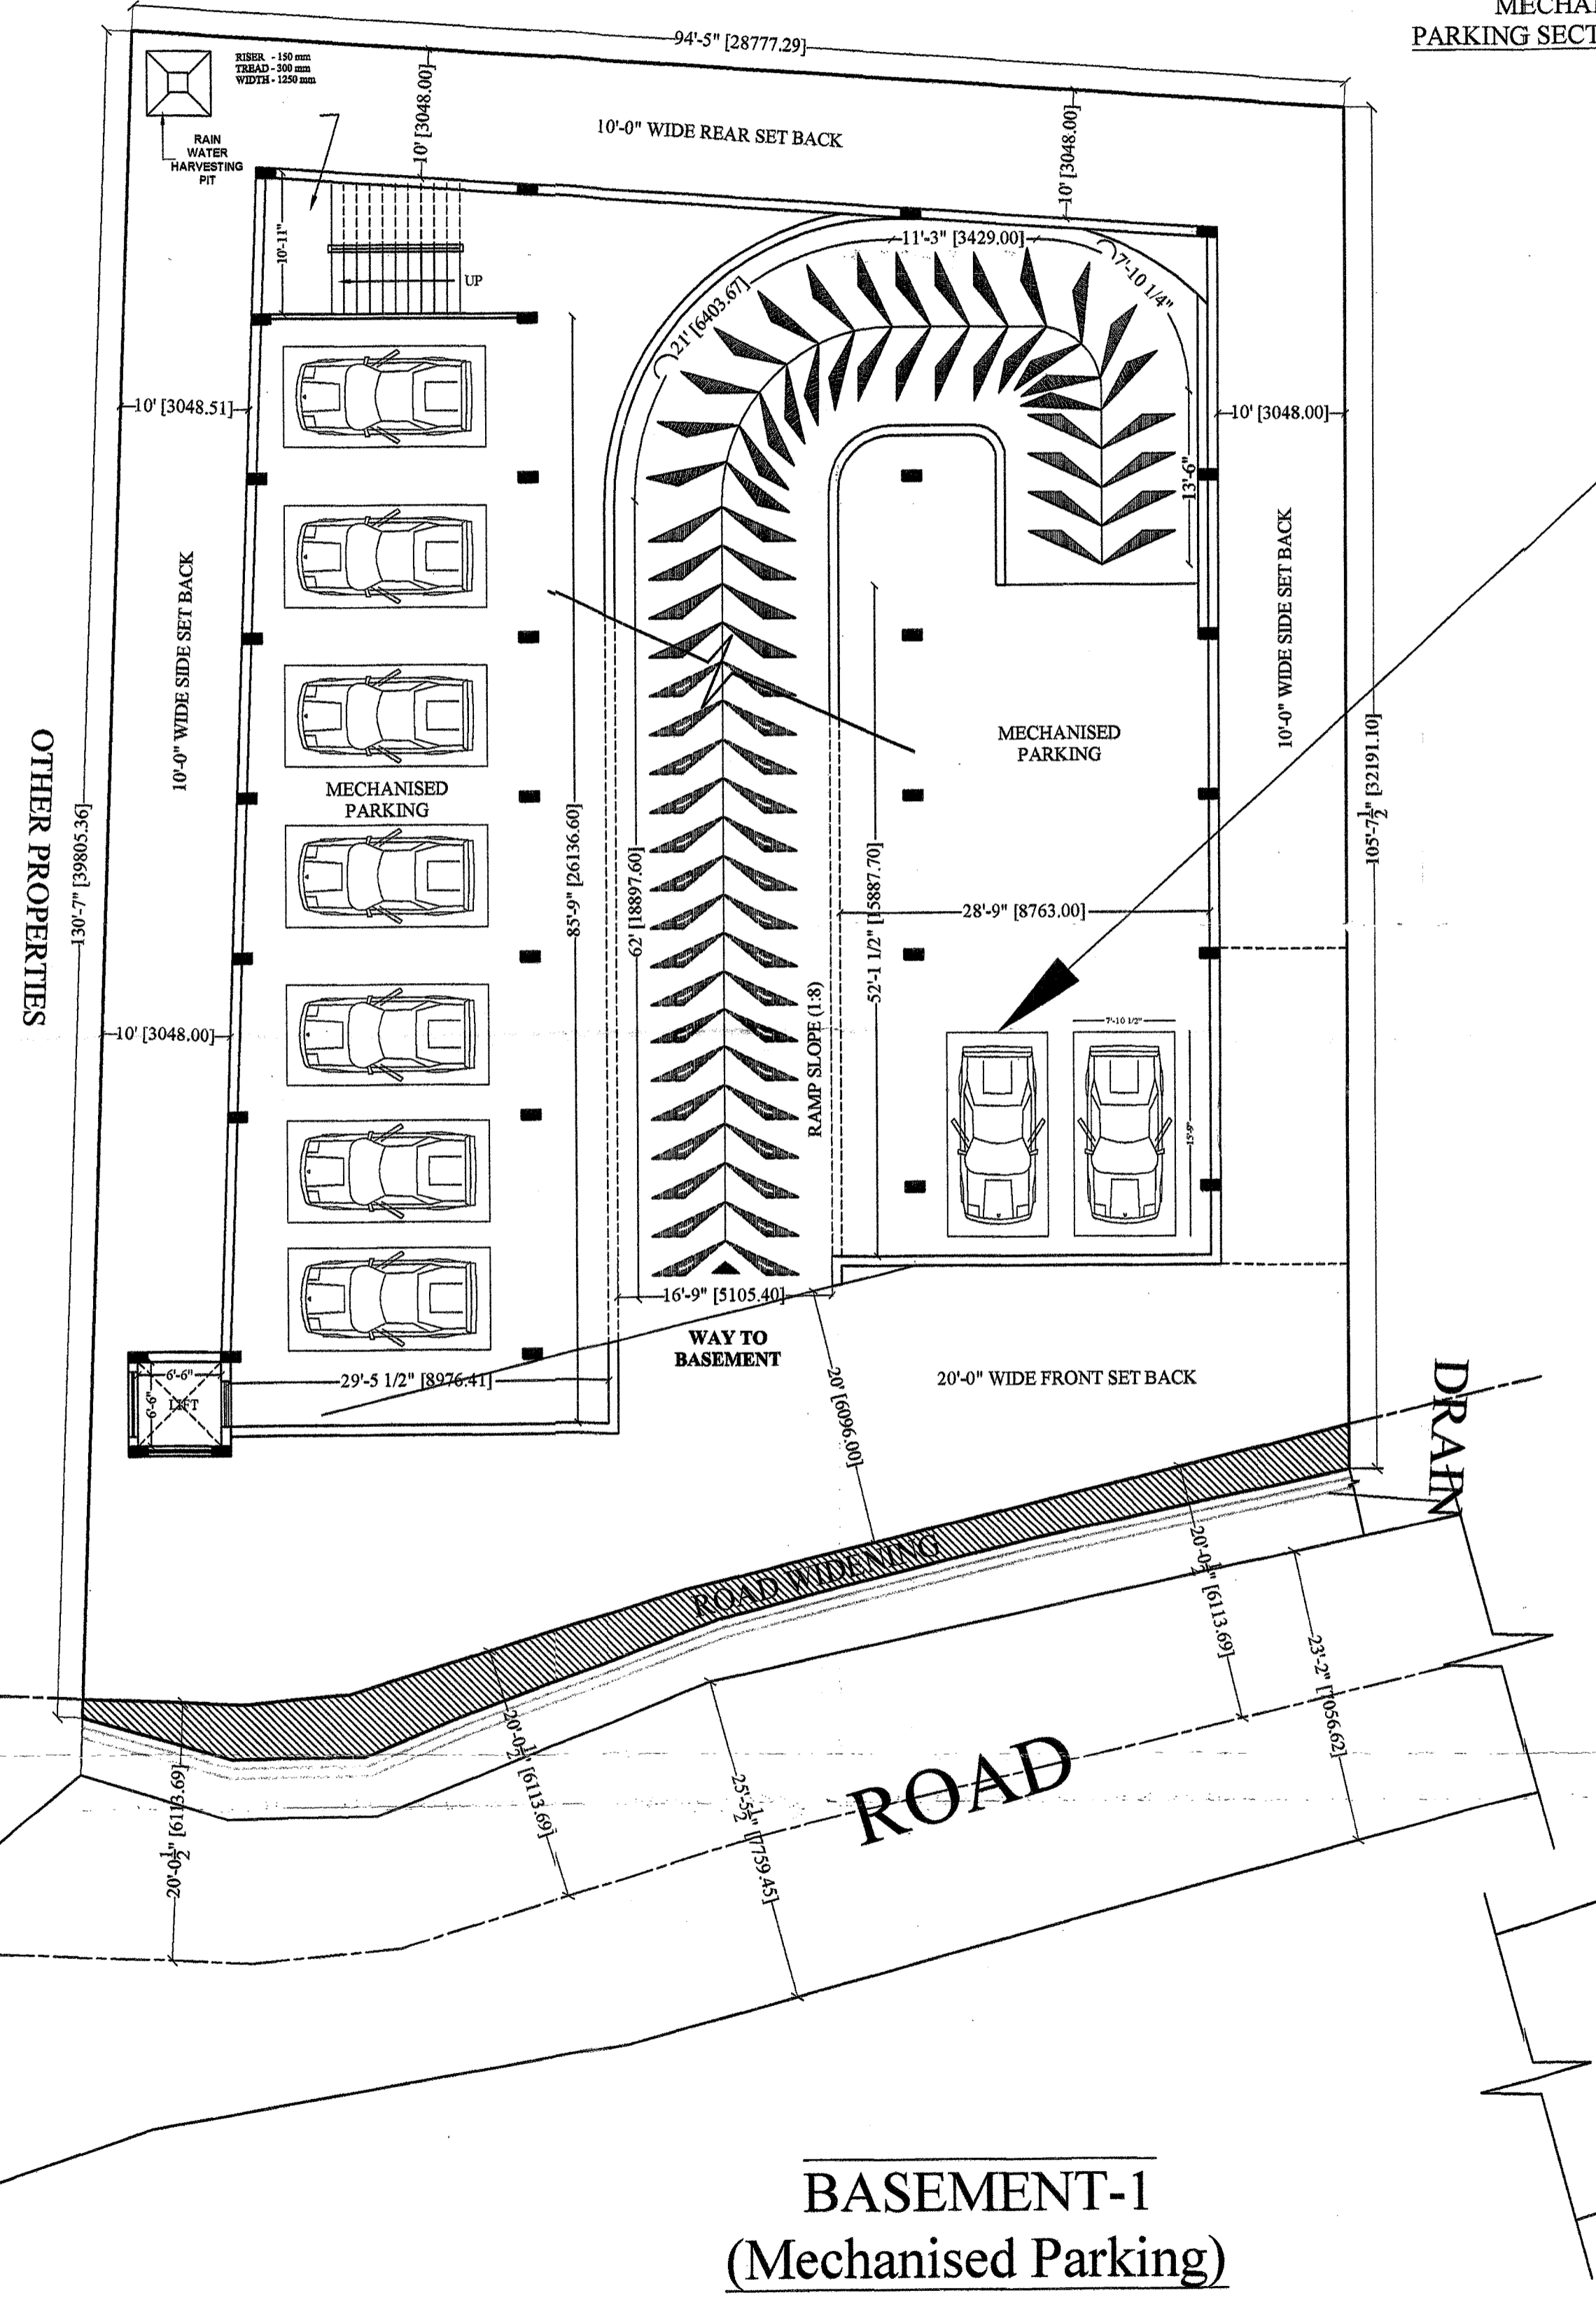 MECHA
PARKING SECT
94'-5" [28777.29]
RISER - 150 mm
TREAD - 300 mm
WIDTH - 1250 mm
RAIN
WATER
HARVESTING
PIT
10' [3048.00]
10'-0" WIDE REAR SET BACK
10' [3048.00]
10'-11"
UP
11'-3" [3429.00]
7'-10 1/4"
21' [6403.67]
10' [3048.51]
10' [3048.00]
13'-6"
10'-0" WIDE SIDE SET BACK
10'-0" WIDE SIDE SET BACK
OTHER PROPERTIES
130'-7" [39805.36]
MECHANISED
PARKING
MECHANISED
PARKING
105'-7 1/2" [32191.10]
85'-9" [26136.60]
62' [18897.60]
52'-1 1/2" [15887.70]
28'-9" [8763.00]
RAMP SLOPE (1:8)
10' [3048.00]
7'-10 1/2"
15'-9"
16'-9" [5105.40]
WAY TO
BASEMENT
6'-6"
6'-6"
LIFT
29'-5 1/2" [8976.41]
20' [6096.00]
20'-0" WIDE FRONT SET BACK
DRAIN
ROAD WIDENING
20'-0 1/2" [6113.69]
20'-0 1/2" [6113.69]
20'-0 1/2" [6113.69]
25'-5 1/2" [7759.45]
23'-2" [7056.62]
ROAD
BASEMENT-1
(Mechanised Parking)